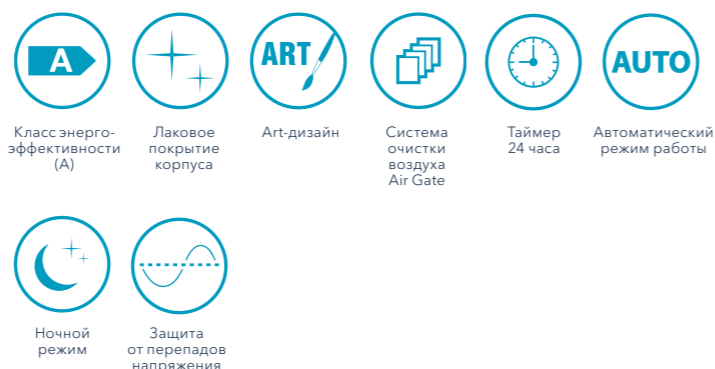 A
ART
AUTO
Класс энерго-
эффективности
(A)
Лаковое
покрытие
корпуса
Art-дизайн
Система
очистки
воздуха
Air Gate
Таймер
24 часа
Автоматический
режим работы
Ночной
режим
Защита
от перепадов
напряжения